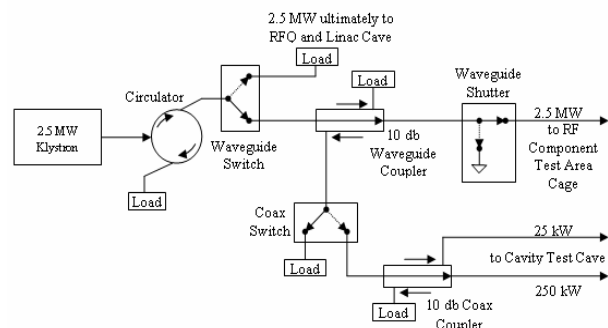 2.5 MW ultimately to
RFQ and Linac Cave
Load
Load
Circulator
Waveguide
Shutter
2.5 MW
Klystron
2.5 MW
to RF
Component
Test Area
Cage
10 db
Waveguide
Coupler
Waveguide
Switch
Load
Coax
Switch
25 kW
Load
to Cavity Test Cave
250 kW
Load
10 db Coax
Coupler